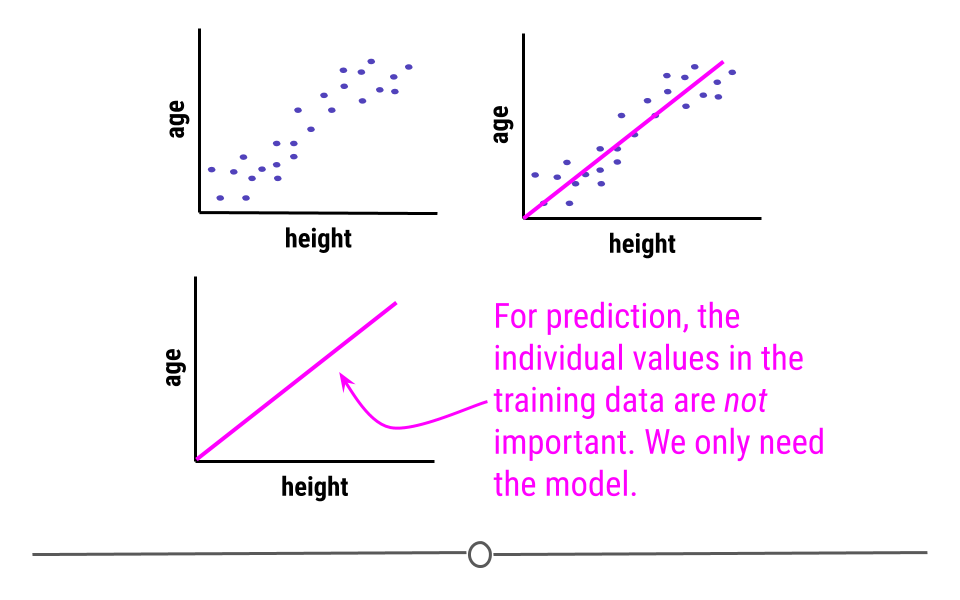 age
height
age
height
age
height
For prediction, the
individual values in the
training data are not
important. We only need
the model.